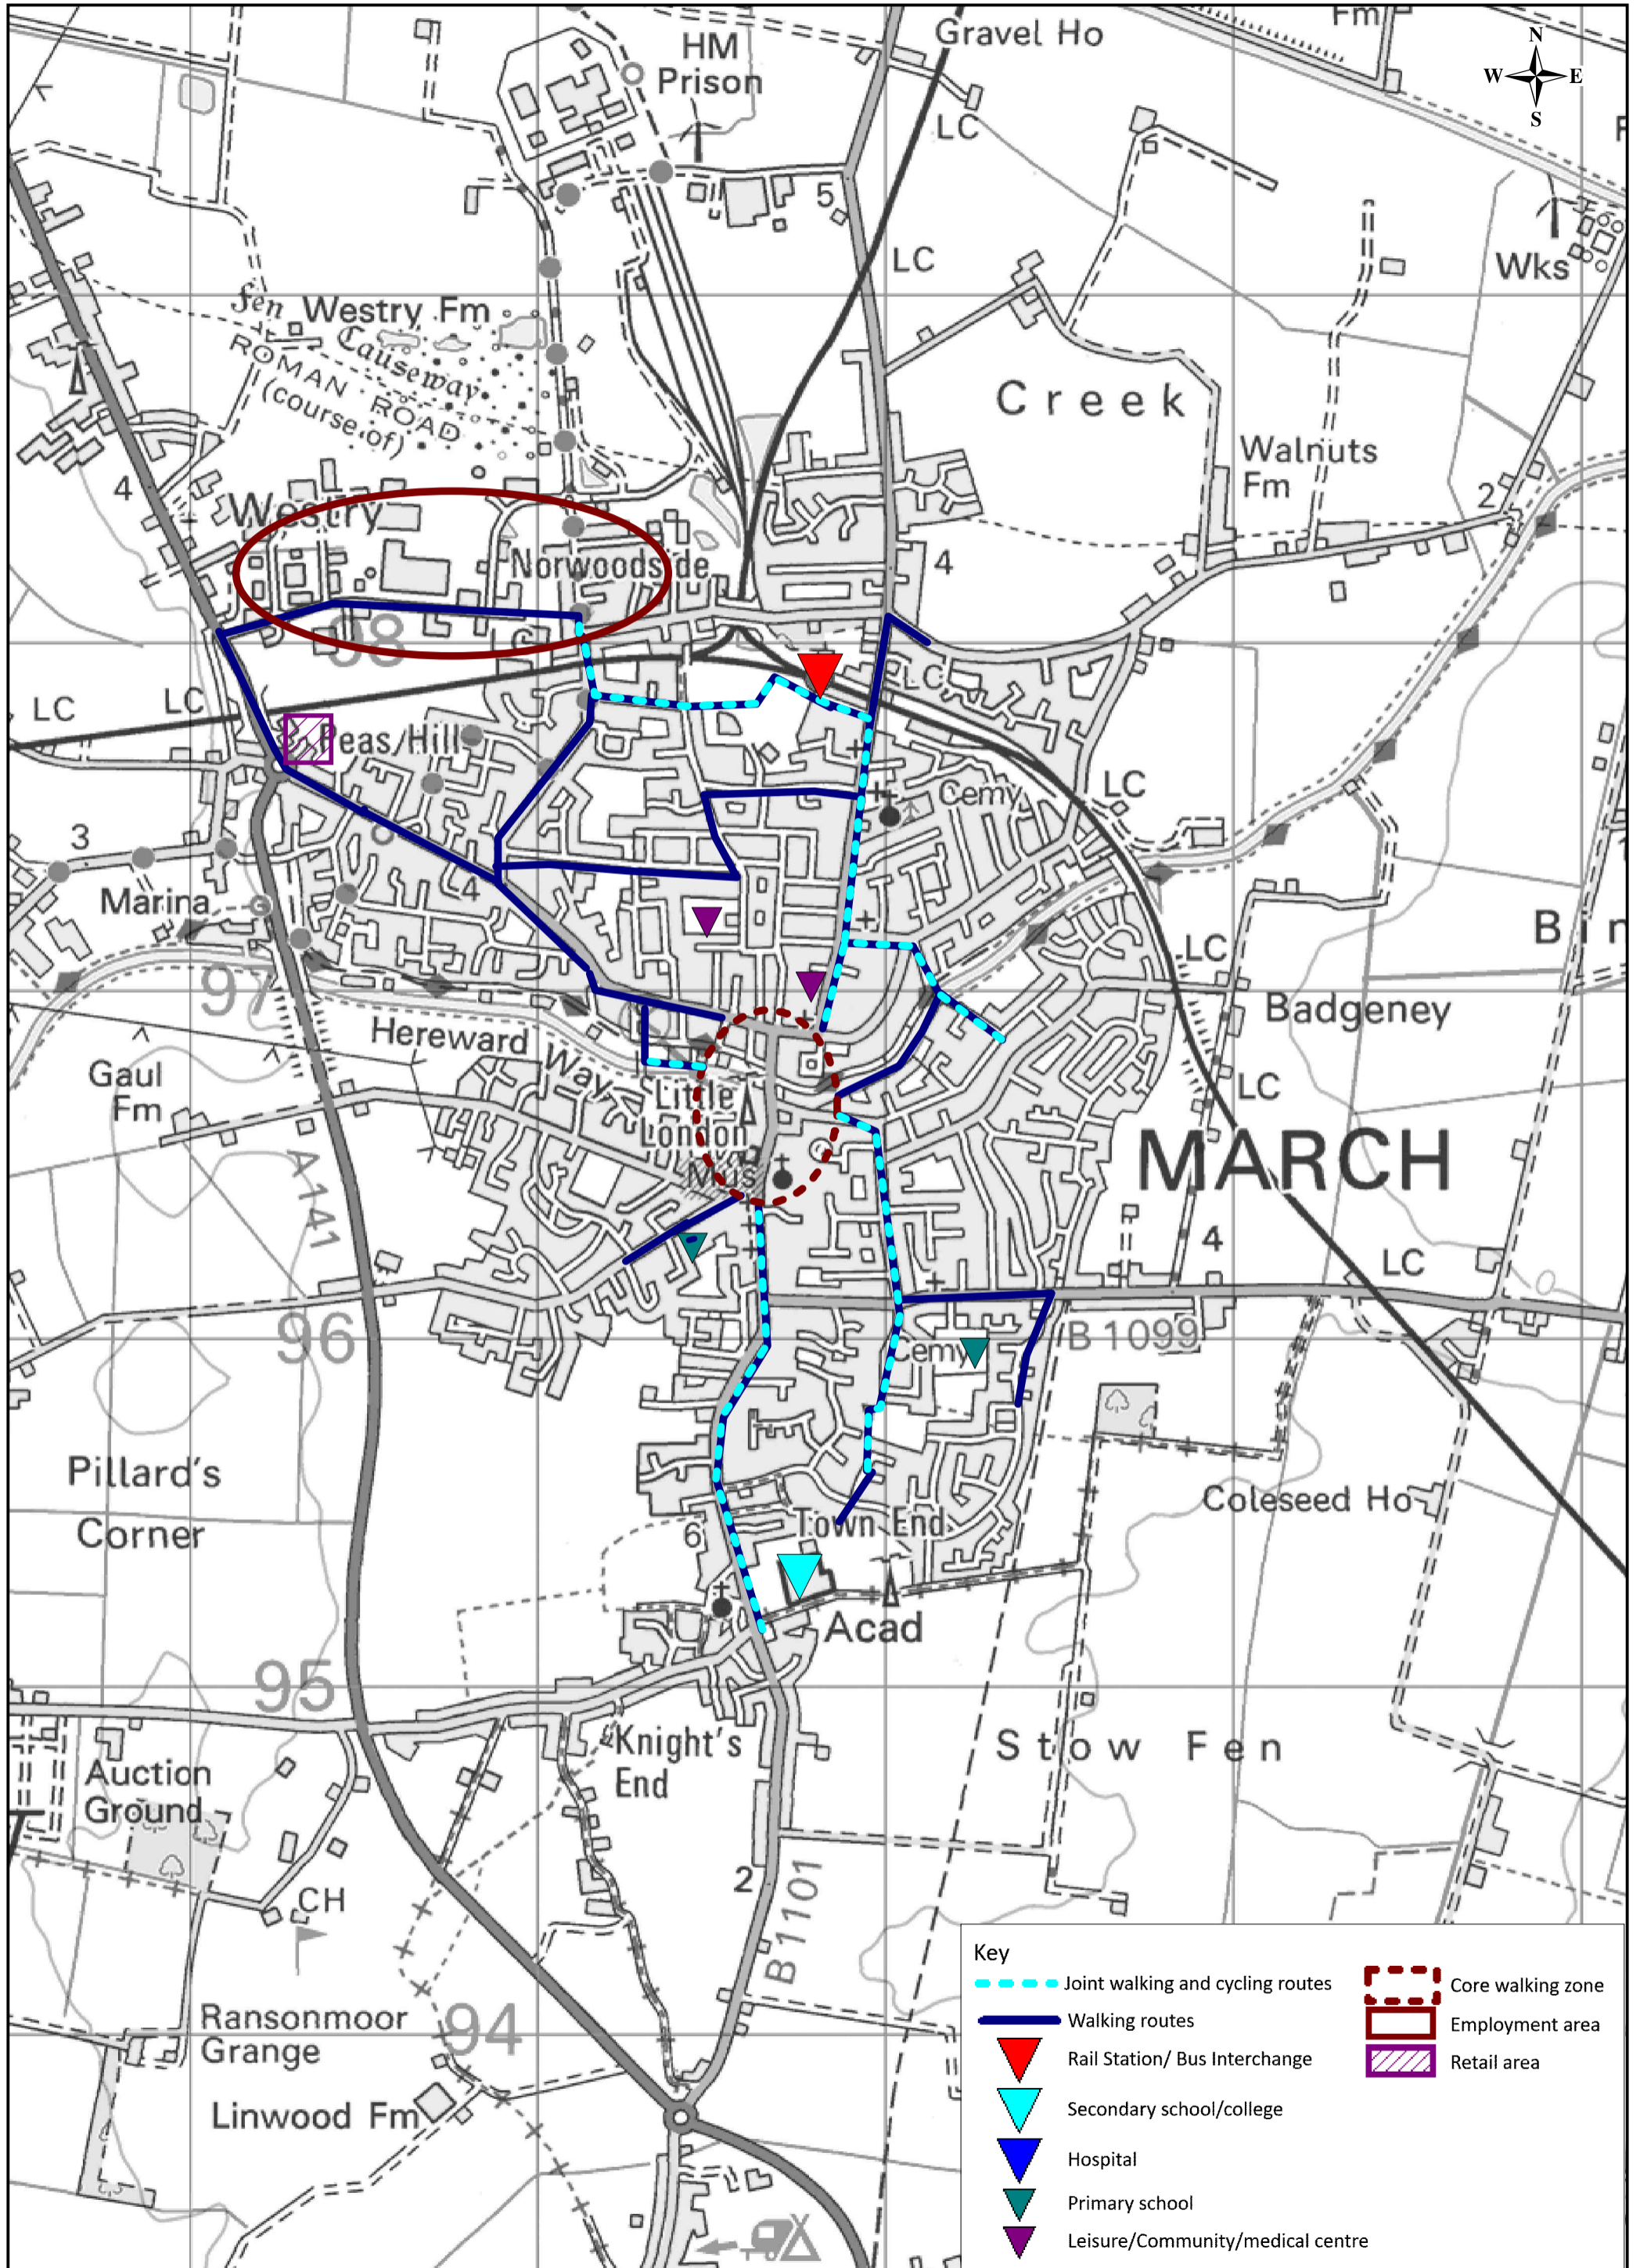 Fm
Gravel Ho
HM
Prison
N
W
E
S
LC
5
LC
Wks
Fen
Causeway
Westry Fm
ROMAN ROAD
(course of)
Creek
Walnuts
Fm
4
2
Westry
Norwoodside
4
98
LC
LC
LC
LC
Peas Hill
LC
Cemy
3
4
Marina
LC
Bin
97
Badgeney
Hereward Way
Gaul
Fm
LC
Little
London
MARCH
Mus
A141
4
LC
96
B1099
Cemy
Pillard's
Corner
Coleseed Ho
6
Town End
Acad
95
Knight's
End
Stow Fen
Auction
Ground
2
CH
B1101
Ransonmoor
Grange
94
Linwood Fm
Key
Joint walking and cycling routes
Walking routes
Rail Station/ Bus Interchange
Secondary school/college
Hospital
Primary school
Leisure/Community/medical centre
Core walking zone
Employment area
Retail area